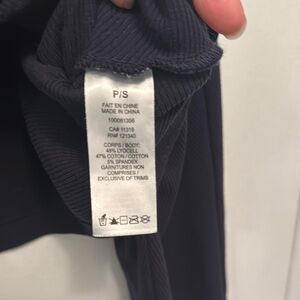 P/S
FAIT EN CHINE
MADE IN CHINA
100081356
CA# 11319
RN# 121340
CORPS / BODY:
48% LYOCELL
47% COTON / COTTON
5% SPANDEX
GARNITURES NON
COMPRISES /
EXCLUSIVE OF TRIMS